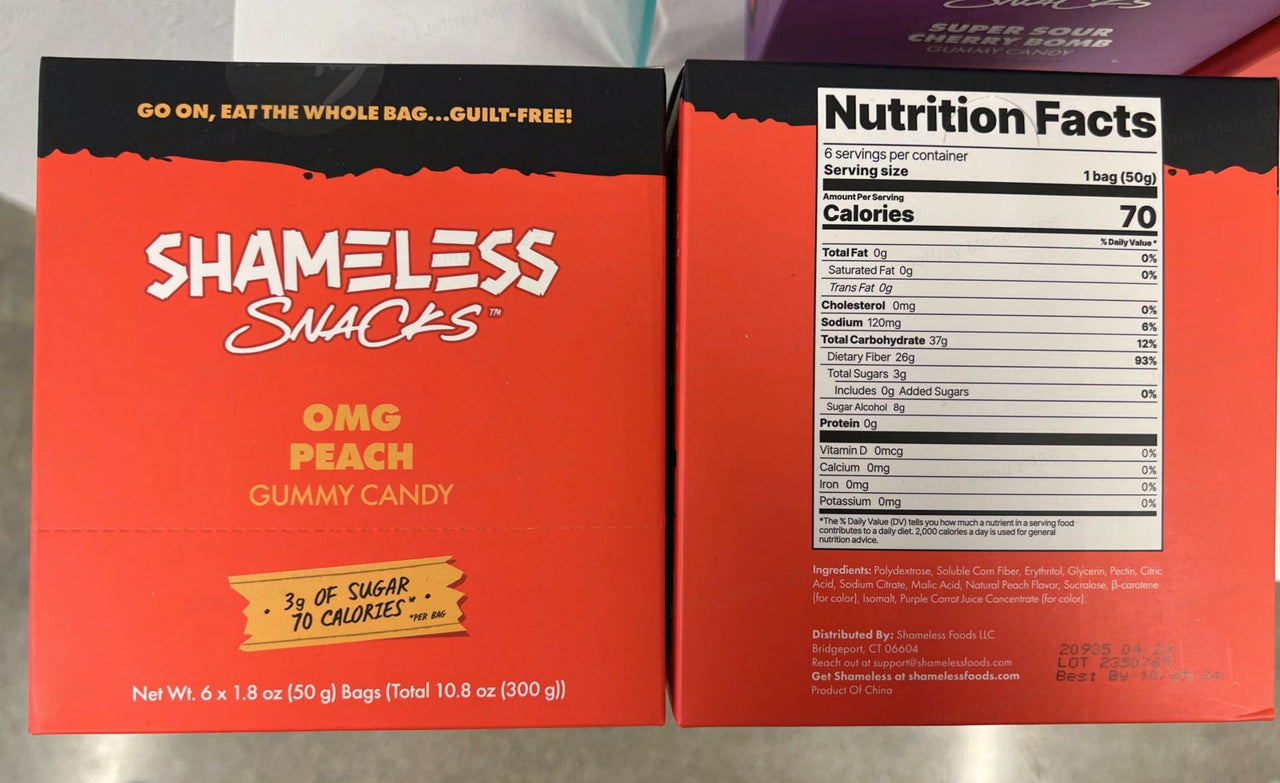 SNACKS
SUPER SOUR
CHERRY BOMB
GUMMY CANDY
GO ON, EAT THE WHOLE BAG...GUILT-FREE!
SHAMELESS
SNACKS™
OMG
PEACH
GUMMY CANDY
3g OF SUGAR
70 CALORIES*
*PER BAG
Net Wt. 6 x 1.8 oz (50 g) Bags (Total 10.8 oz (300 g))
Nutrition Facts
6 servings per container
Serving size 1 bag (50g)
Amount Per Serving
Calories 70
% Daily Value *
Total Fat 0g 0%
Saturated Fat 0g 0%
Trans Fat 0g
Cholesterol 0mg 0%
Sodium 120mg 6%
Total Carbohydrate 37g 12%
Dietary Fiber 26g 93%
Total Sugars 3g
Includes 0g Added Sugars 0%
Sugar Alcohol 8g
Protein 0g
Vitamin D 0mcg 0%
Calcium 0mg 0%
Iron 0mg 0%
Potassium 0mg 0%
*The % Daily Value (DV) tells you how much a nutrient in a serving food
contributes to a daily diet. 2,000 calories a day is used for general
nutrition advice.
Ingredients: Polydextrose, Soluble Corn Fiber, Erythritol, Glycerin, Pectin, Citric
Acid, Sodium Citrate, Malic Acid, Natural Peach Flavor, Sucralose, β-carotene
(for color), Isomalt, Purple Carrot Juice Concentrate (for color).
Distributed By: Shameless Foods LLC
Bridgeport, CT 06604
Reach out at support@shamelessfoods.com
Get Shameless at shamelessfoods.com
Product Of China
20935
LOT
Best By
Jeffrey Meng